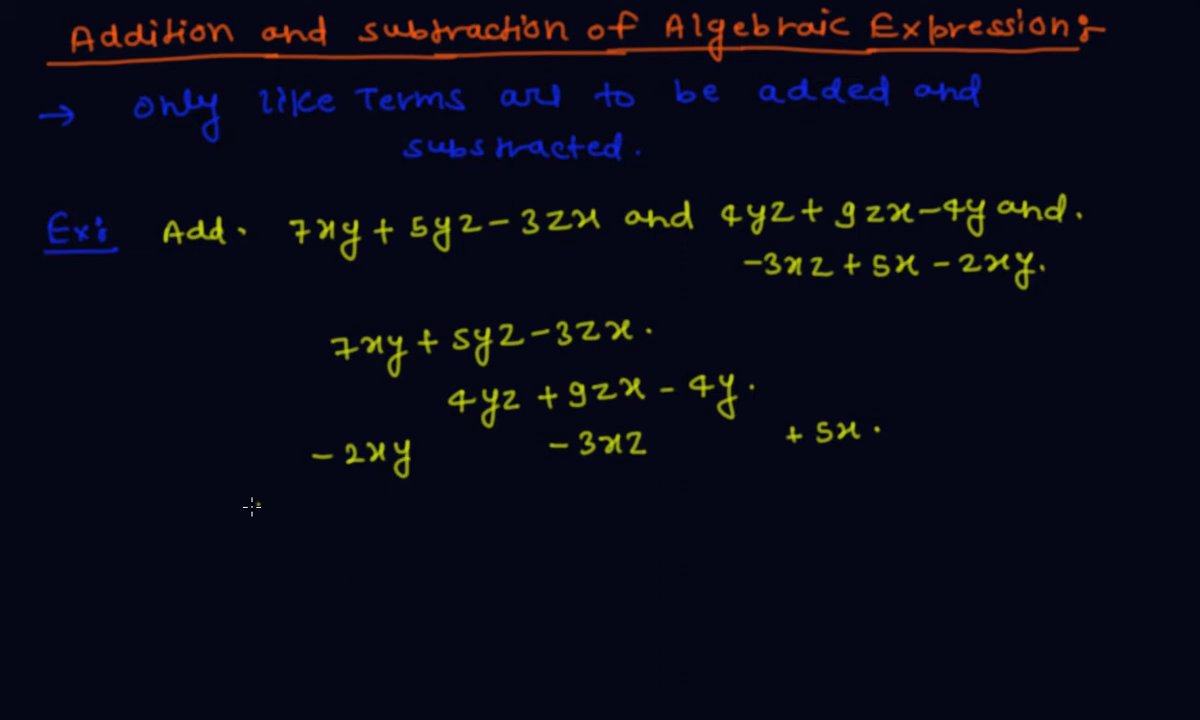 Addition and subtraction of Algebraic Expression:-
→ Only like Terms are to be added and
substracted.
Ex: Add. 7xy + 5yz - 3zx and 4yz + 9zx - 4y and.
-3xz + 5x - 2xy.
7xy + 5yz - 3zx.
4yz + 9zx - 4y.
- 2xy - 3xz + 5x.